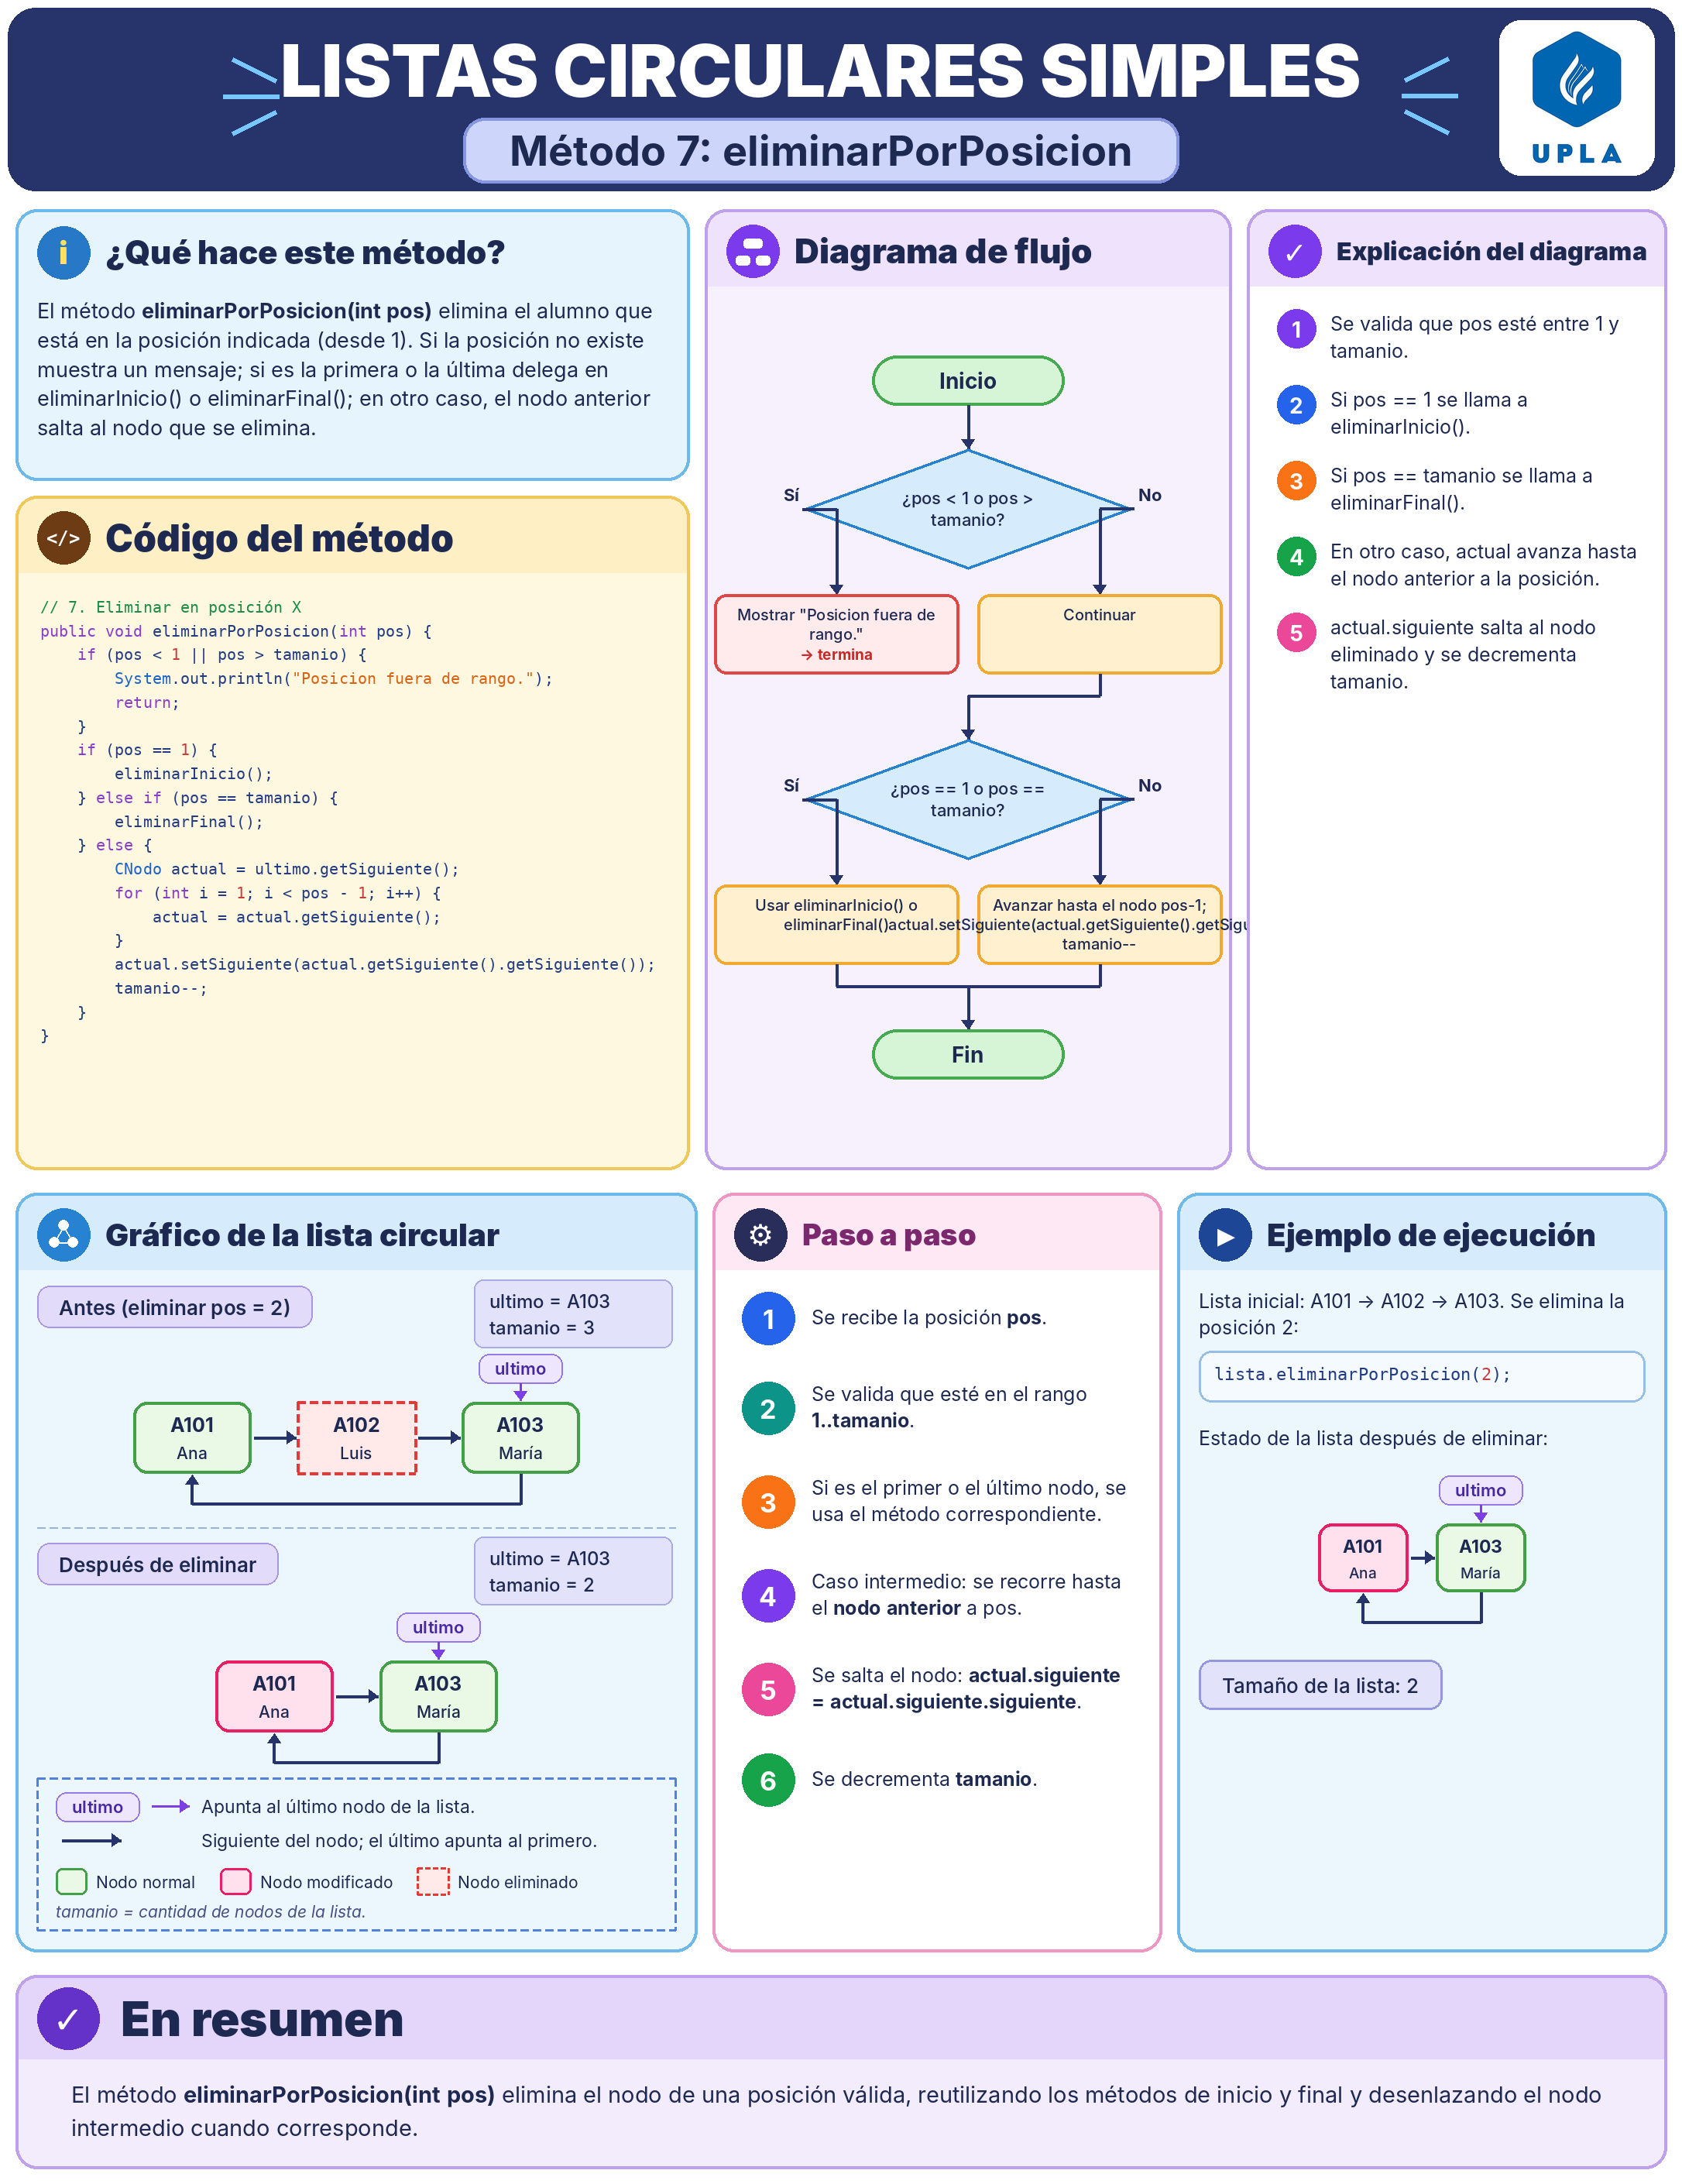 LISTAS CIRCULARES SIMPLES
Método 7: eliminarPorPosicion
UPLA
i
¿Qué hace este método?
El método eliminarPorPosicion(int pos) elimina el alumno que
está en la posición indicada (desde 1). Si la posición no existe
muestra un mensaje; si es la primera o la última delega en
eliminarInicio() o eliminarFinal(); en otro caso, el nodo anterior
salta al nodo que se elimina.
</>
Código del método
// 7. Eliminar en posición X
public void eliminarPorPosicion(int pos) {
    if (pos < 1 || pos > tamanio) {
        System.out.println("Posicion fuera de rango.");
        return;
    }
    if (pos == 1) {
        eliminarInicio();
    } else if (pos == tamanio) {
        eliminarFinal();
    } else {
        CNodo actual = ultimo.getSiguiente();
        for (int i = 1; i < pos - 1; i++) {
            actual = actual.getSiguiente();
        }
        actual.setSiguiente(actual.getSiguiente().getSiguiente());
        tamanio--;
    }
}
Diagrama de flujo
Inicio
¿pos < 1 o pos >
tamanio?
Sí
No
Mostrar "Posicion fuera de
rango."
→ termina
Continuar
¿pos == 1 o pos ==
tamanio?
Sí
No
Usar eliminarInicio() o
eliminarFinal()
Avanzar hasta el nodo pos-1;
actual.setSiguiente(actual.getSiguiente().getSigu
tamanio--
Fin
✓
Explicación del diagrama
1 Se valida que pos esté entre 1 y
tamanio.
2 Si pos == 1 se llama a
eliminarInicio().
3 Si pos == tamanio se llama a
eliminarFinal().
4 En otro caso, actual avanza hasta
el nodo anterior a la posición.
5 actual.siguiente salta al nodo
eliminado y se decrementa
tamanio.
Gráfico de la lista circular
Antes (eliminar pos = 2)
ultimo = A103
tamanio = 3
ultimo
A101
Ana
A102
Luis
A103
María
Después de eliminar
ultimo = A103
tamanio = 2
ultimo
A101
Ana
A103
María
ultimo Apunta al último nodo de la lista.
Siguiente del nodo; el último apunta al primero.
Nodo normal Nodo modificado Nodo eliminado
tamanio = cantidad de nodos de la lista.
⚙
Paso a paso
1 Se recibe la posición pos.
2 Se valida que esté en el rango
1..tamanio.
3 Si es el primer o el último nodo, se
usa el método correspondiente.
4 Caso intermedio: se recorre hasta
el nodo anterior a pos.
5 Se salta el nodo: actual.siguiente
= actual.siguiente.siguiente.
6 Se decrementa tamanio.
▶
Ejemplo de ejecución
Lista inicial: A101 → A102 → A103. Se elimina la
posición 2:
lista.eliminarPorPosicion(2);
Estado de la lista después de eliminar:
ultimo
A101
Ana
A103
María
Tamaño de la lista: 2
✓
En resumen
El método eliminarPorPosicion(int pos) elimina el nodo de una posición válida, reutilizando los métodos de inicio y final y desenlazando el nodo
intermedio cuando corresponde.